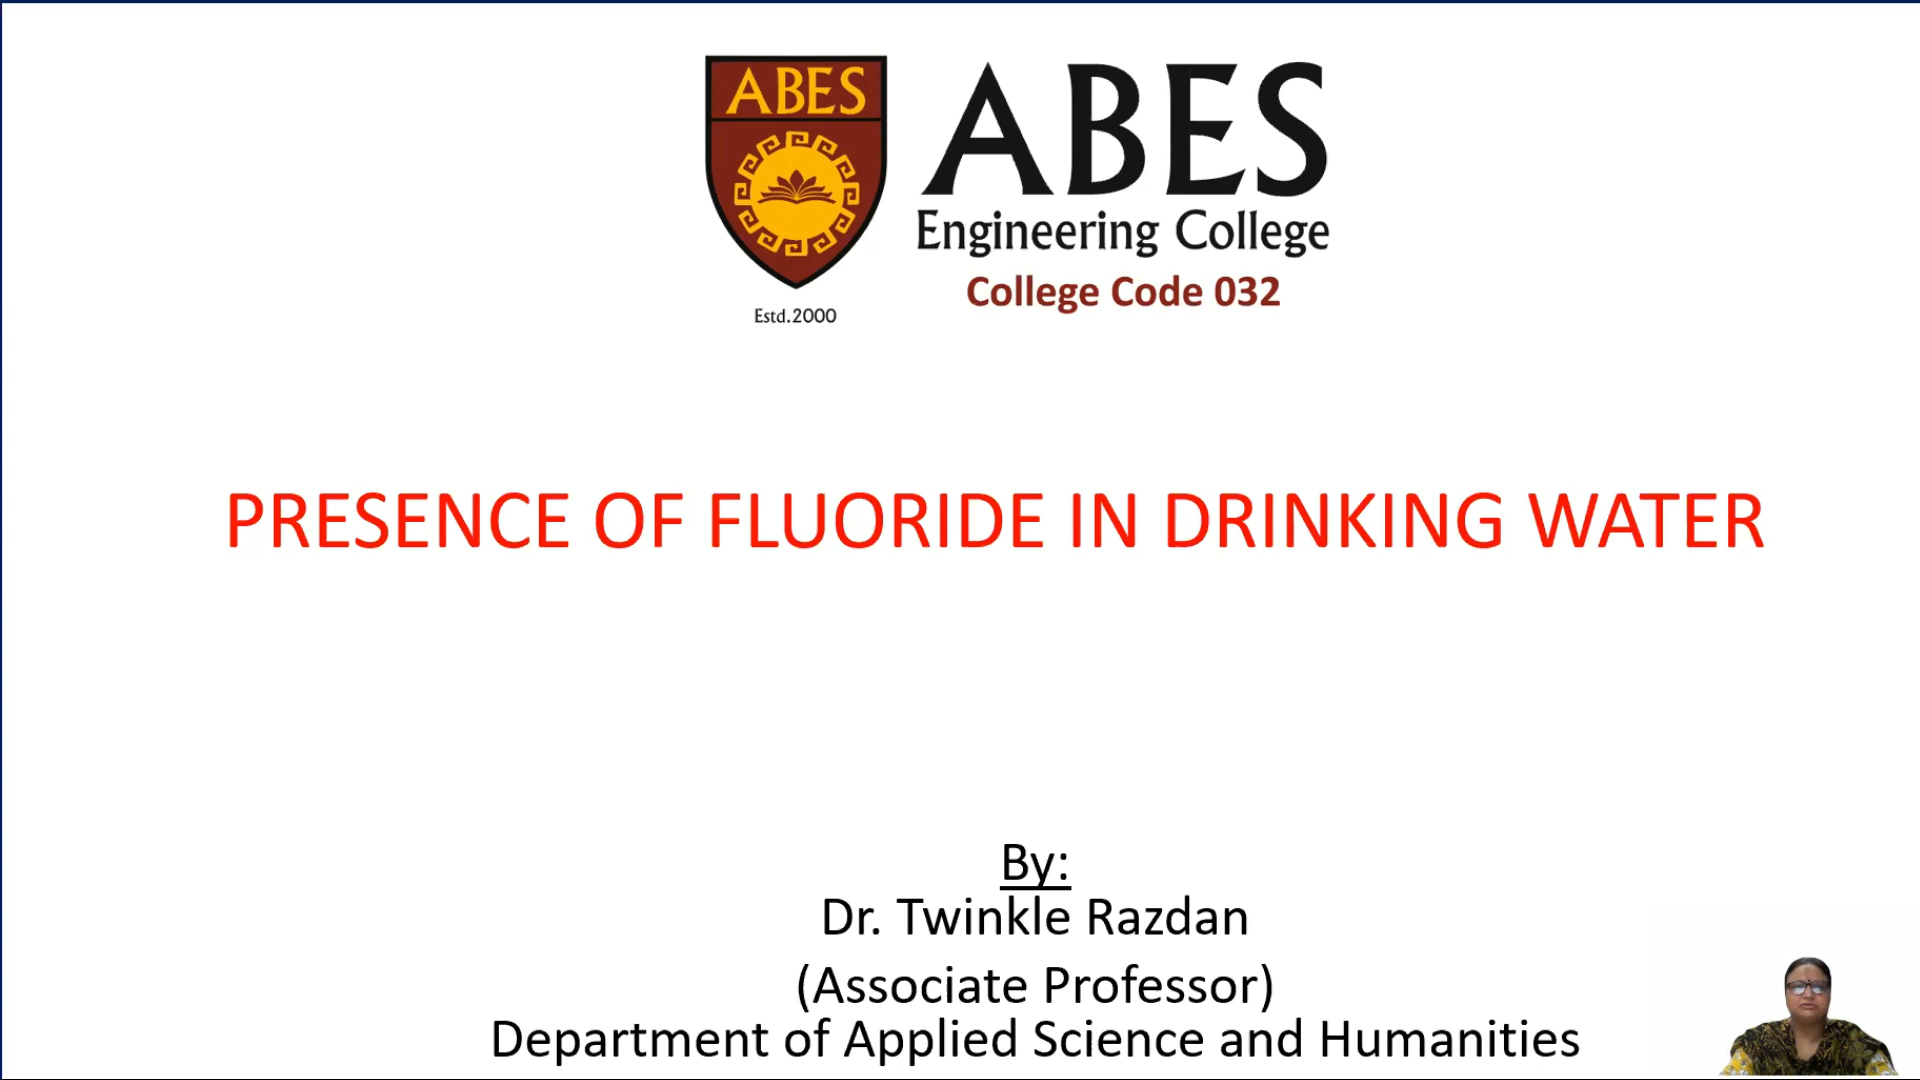 ABES
ABES
Engineering College
College Code 032
Estd.2000
PRESENCE OF FLUORIDE IN DRINKING WATER
By:
Dr. Twinkle Razdan
(Associate Professor)
Department of Applied Science and Humanities